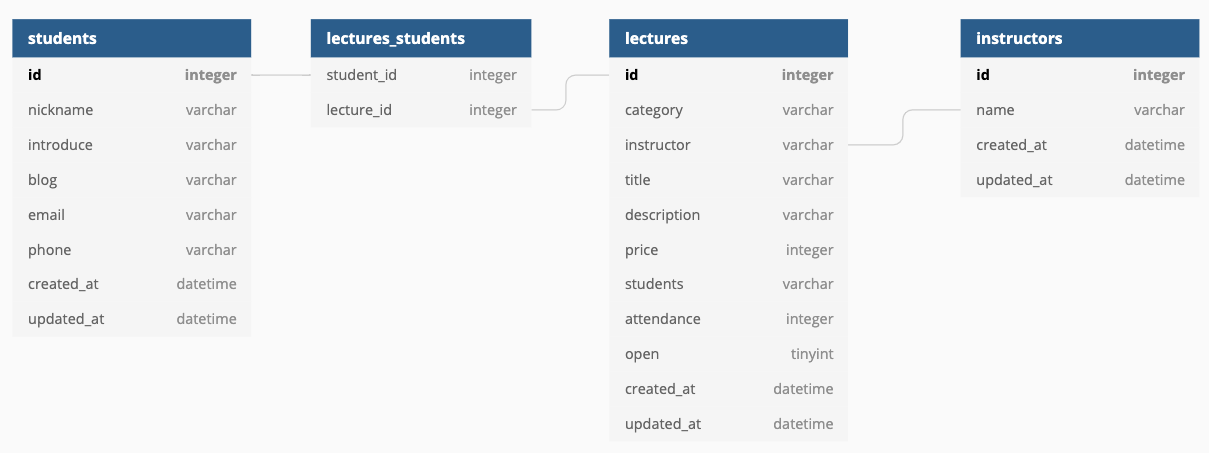 students
id integer
nickname varchar
introduce varchar
blog varchar
email varchar
phone varchar
created_at datetime
updated_at datetime
lectures_students
student_id integer
lecture_id integer
lectures
id integer
category varchar
instructor varchar
title varchar
description varchar
price integer
students varchar
attendance integer
open tinyint
created_at datetime
updated_at datetime
instructors
id integer
name varchar
created_at datetime
updated_at datetime